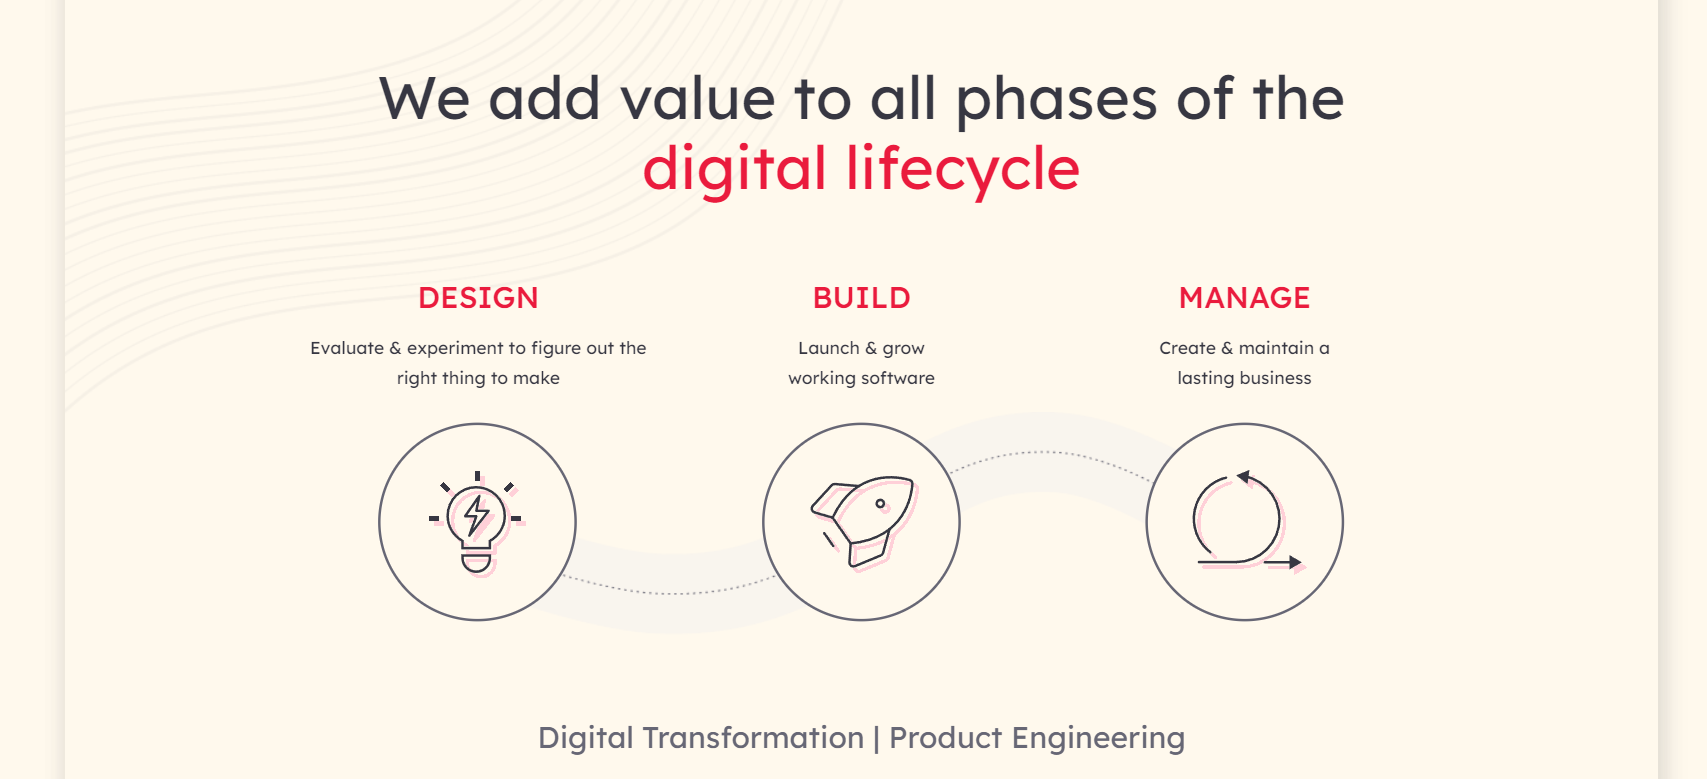 We add value to all phases of the
digital lifecycle
DESIGN
Evaluate & experiment to figure out the
right thing to make
BUILD
Launch & grow
working software
MANAGE
Create & maintain a
lasting business
Digital Transformation | Product Engineering